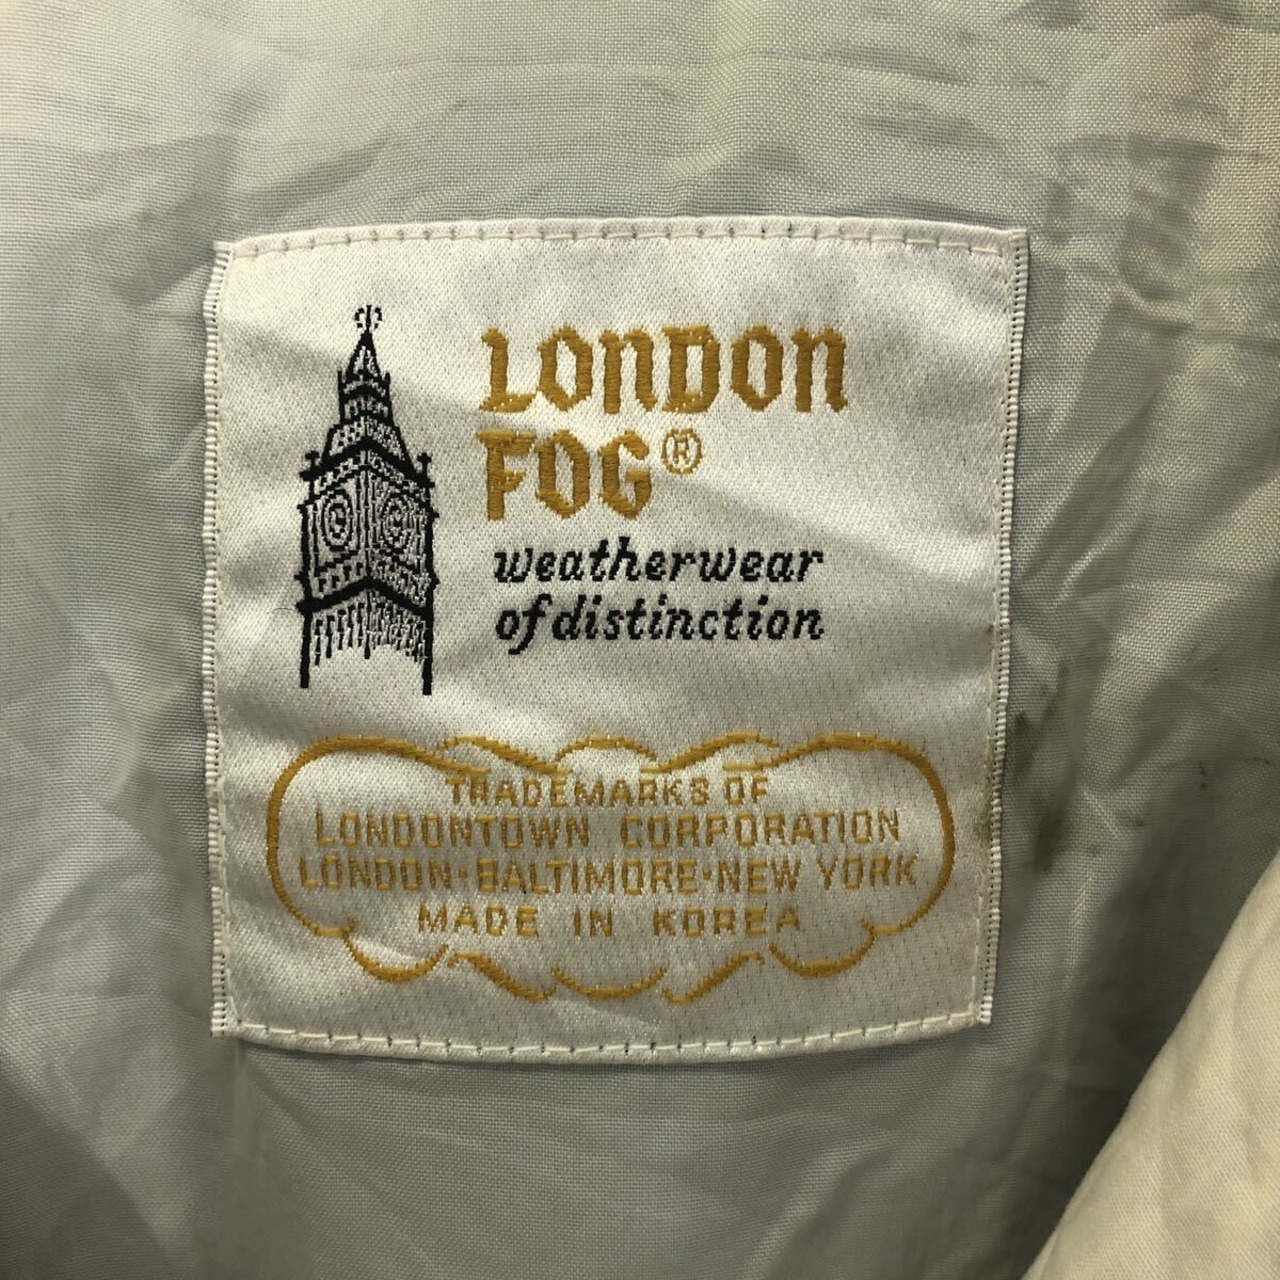 LONDON
FOG®
weatherwear
of distinction
TRADEMARKS OF
LONDONTOWN CORPORATION
LONDON·BALTIMORE·NEW YORK
MADE IN KOREA